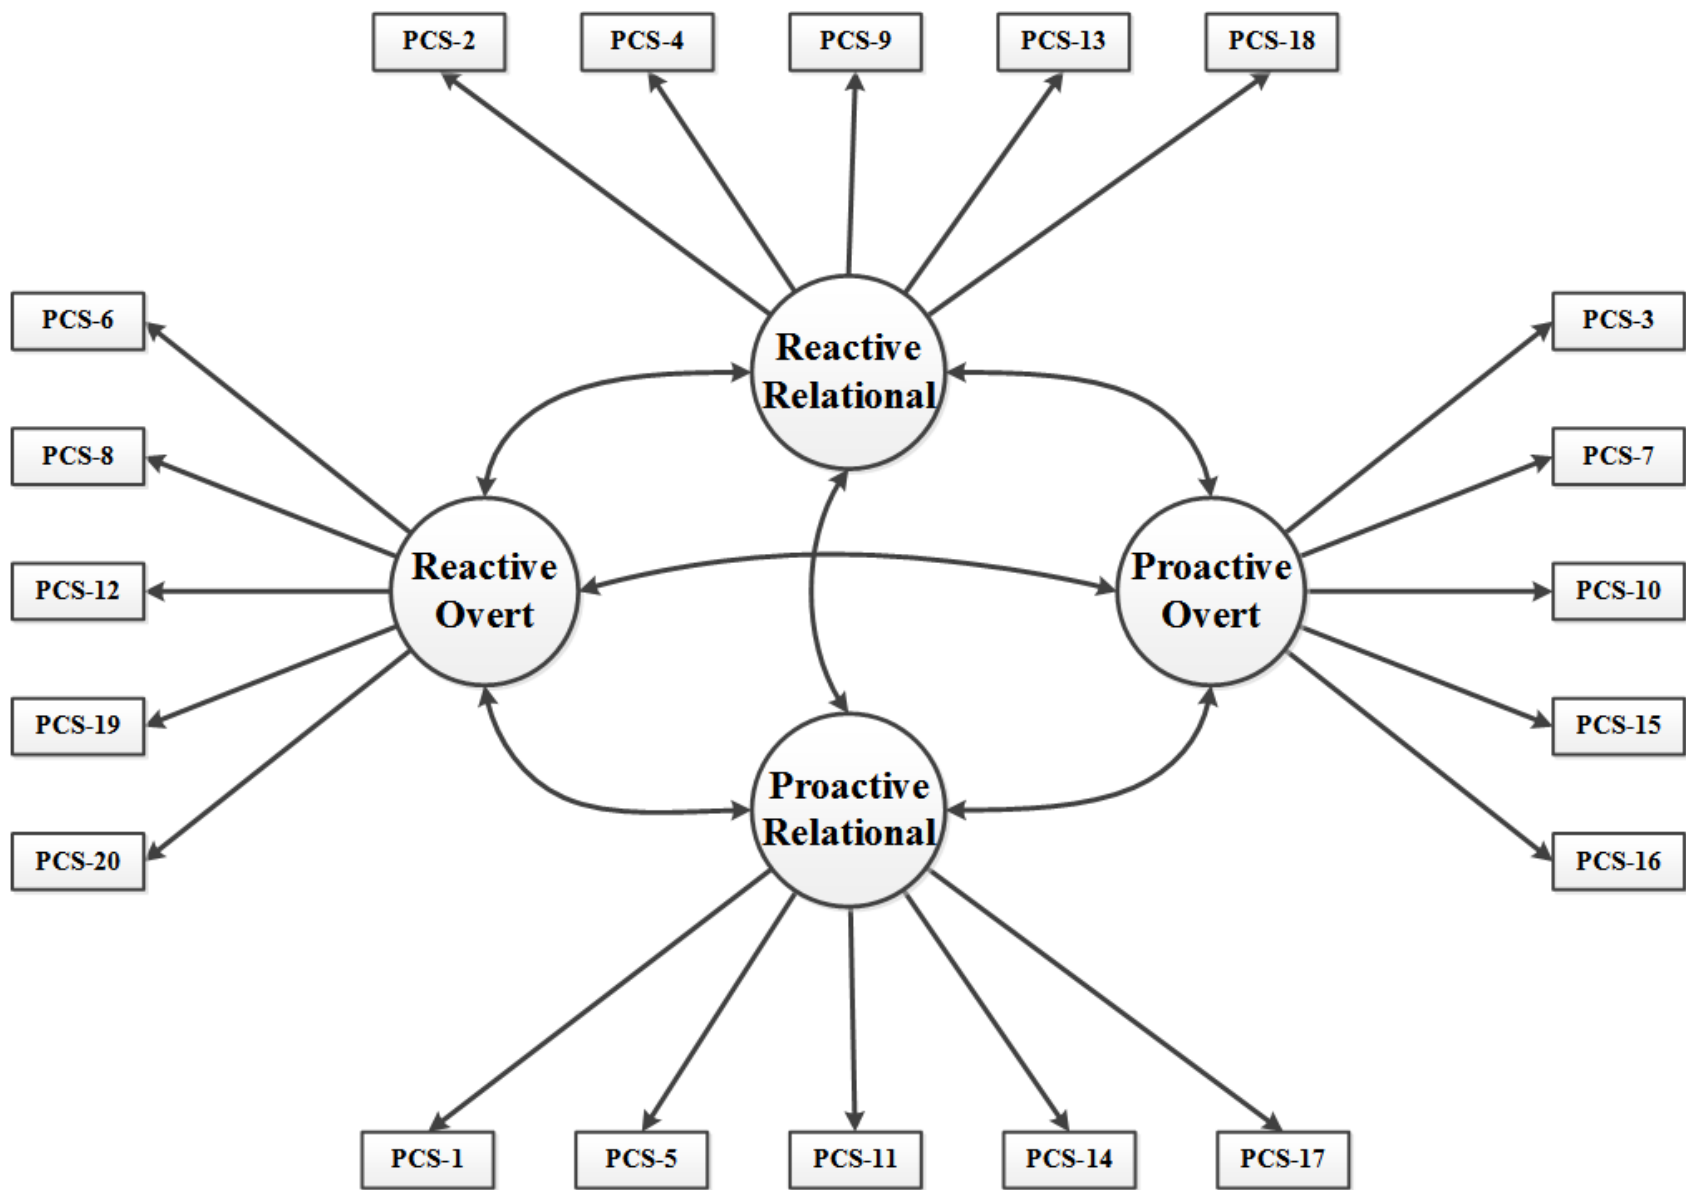 PCS-2
PCS-4
PCS-9
PCS-13
PCS-18
Reactive
Relational
PCS-6
PCS-8
PCS-12
PCS-19
PCS-20
Reactive
Overt
Proactive
Overt
PCS-3
PCS-7
PCS-10
PCS-15
PCS-16
Proactive
Relational
PCS-1
PCS-5
PCS-11
PCS-14
PCS-17